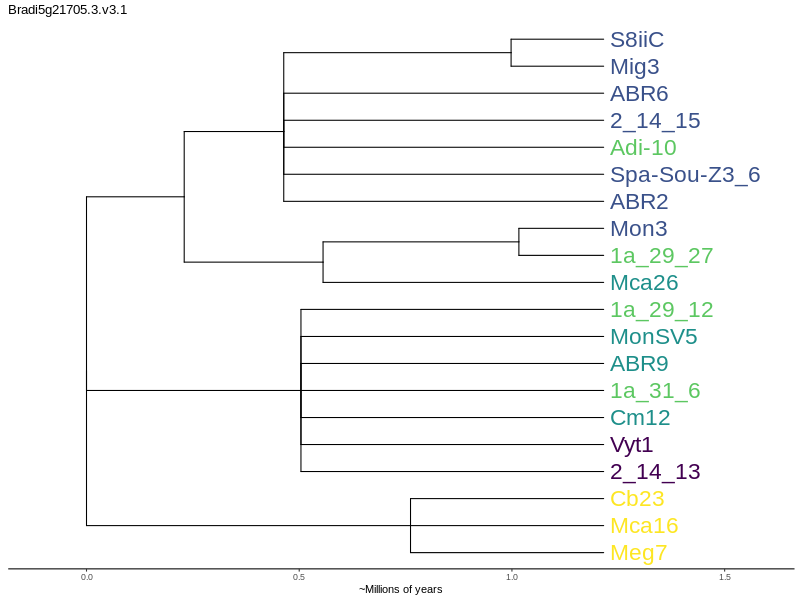 Bradi5g21705.3.v3.1
S8iiC
Mig3
ABR6
2_14_15
Adi-10
Spa-Sou-Z3_6
ABR2
Mon3
1a_29_27
Mca26
1a_29_12
MonSV5
ABR9
1a_31_6
Cm12
Vyt1
2_14_13
Cb23
Mca16
Meg7
0.0 0.5 1.0 1.5
~Millions of years